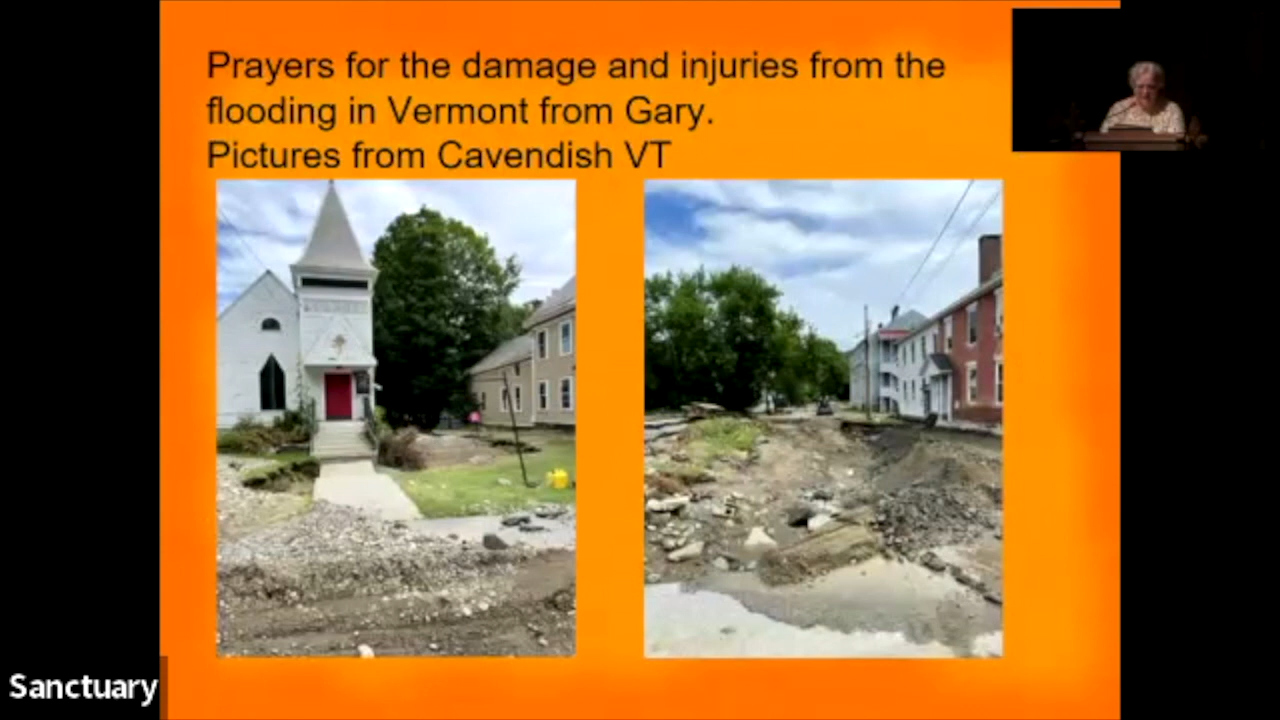 Prayers for the damage and injuries from the
flooding in Vermont from Gary.
Pictures from Cavendish VT
Sanctuary